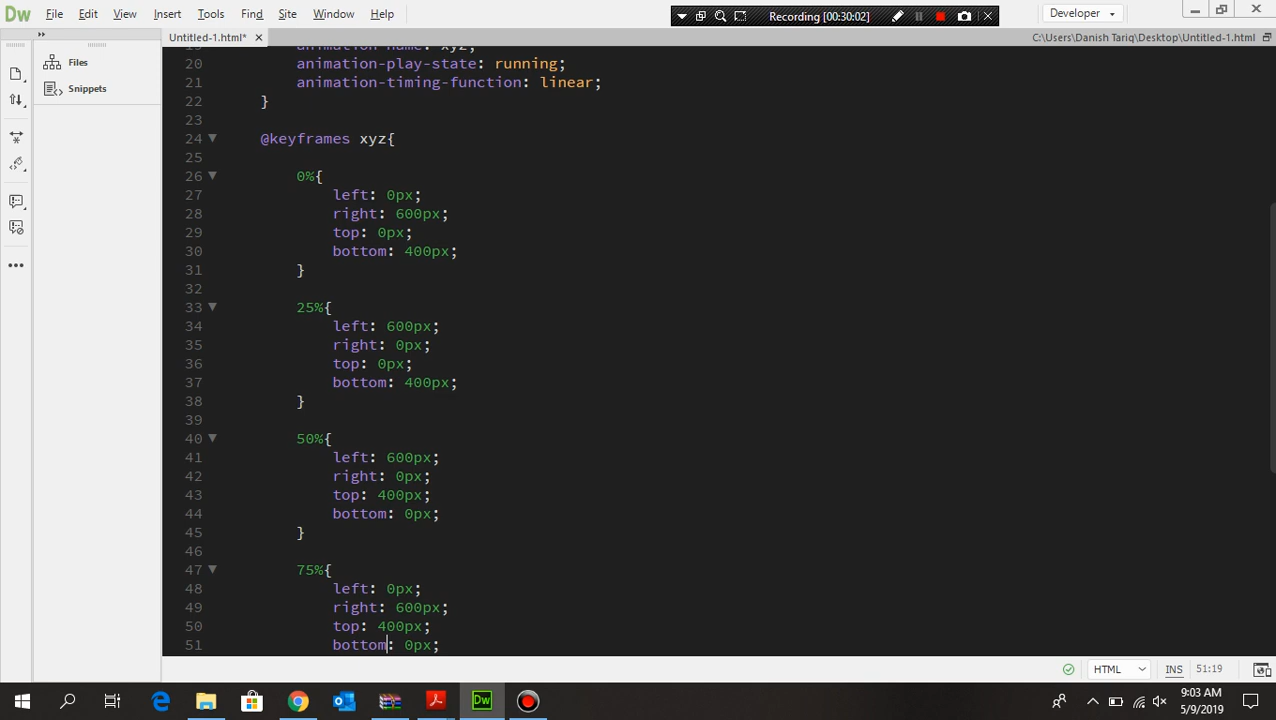 Dw File Edit View Insert Tools Find Site Window Help
Recording [00:30:02]
Developer
Untitled-1.html*
C:\Users\Danish Tariq\Desktop\Untitled-1.html
Files
Snippets
19 animation-name: xyz;
20 animation-play-state: running;
21 animation-timing-function: linear;
22 }
23
24 @keyframes xyz{
25
26 0%{
27 left: 0px;
28 right: 600px;
29 top: 0px;
30 bottom: 400px;
31 }
32
33 25%{
34 left: 600px;
35 right: 0px;
36 top: 0px;
37 bottom: 400px;
38 }
39
40 50%{
41 left: 600px;
42 right: 0px;
43 top: 400px;
44 bottom: 0px;
45 }
46
47 75%{
48 left: 0px;
49 right: 600px;
50 top: 400px;
51 bottom: 0px;
HTML INS 51:19
Dw
9:03 AM
5/9/2019